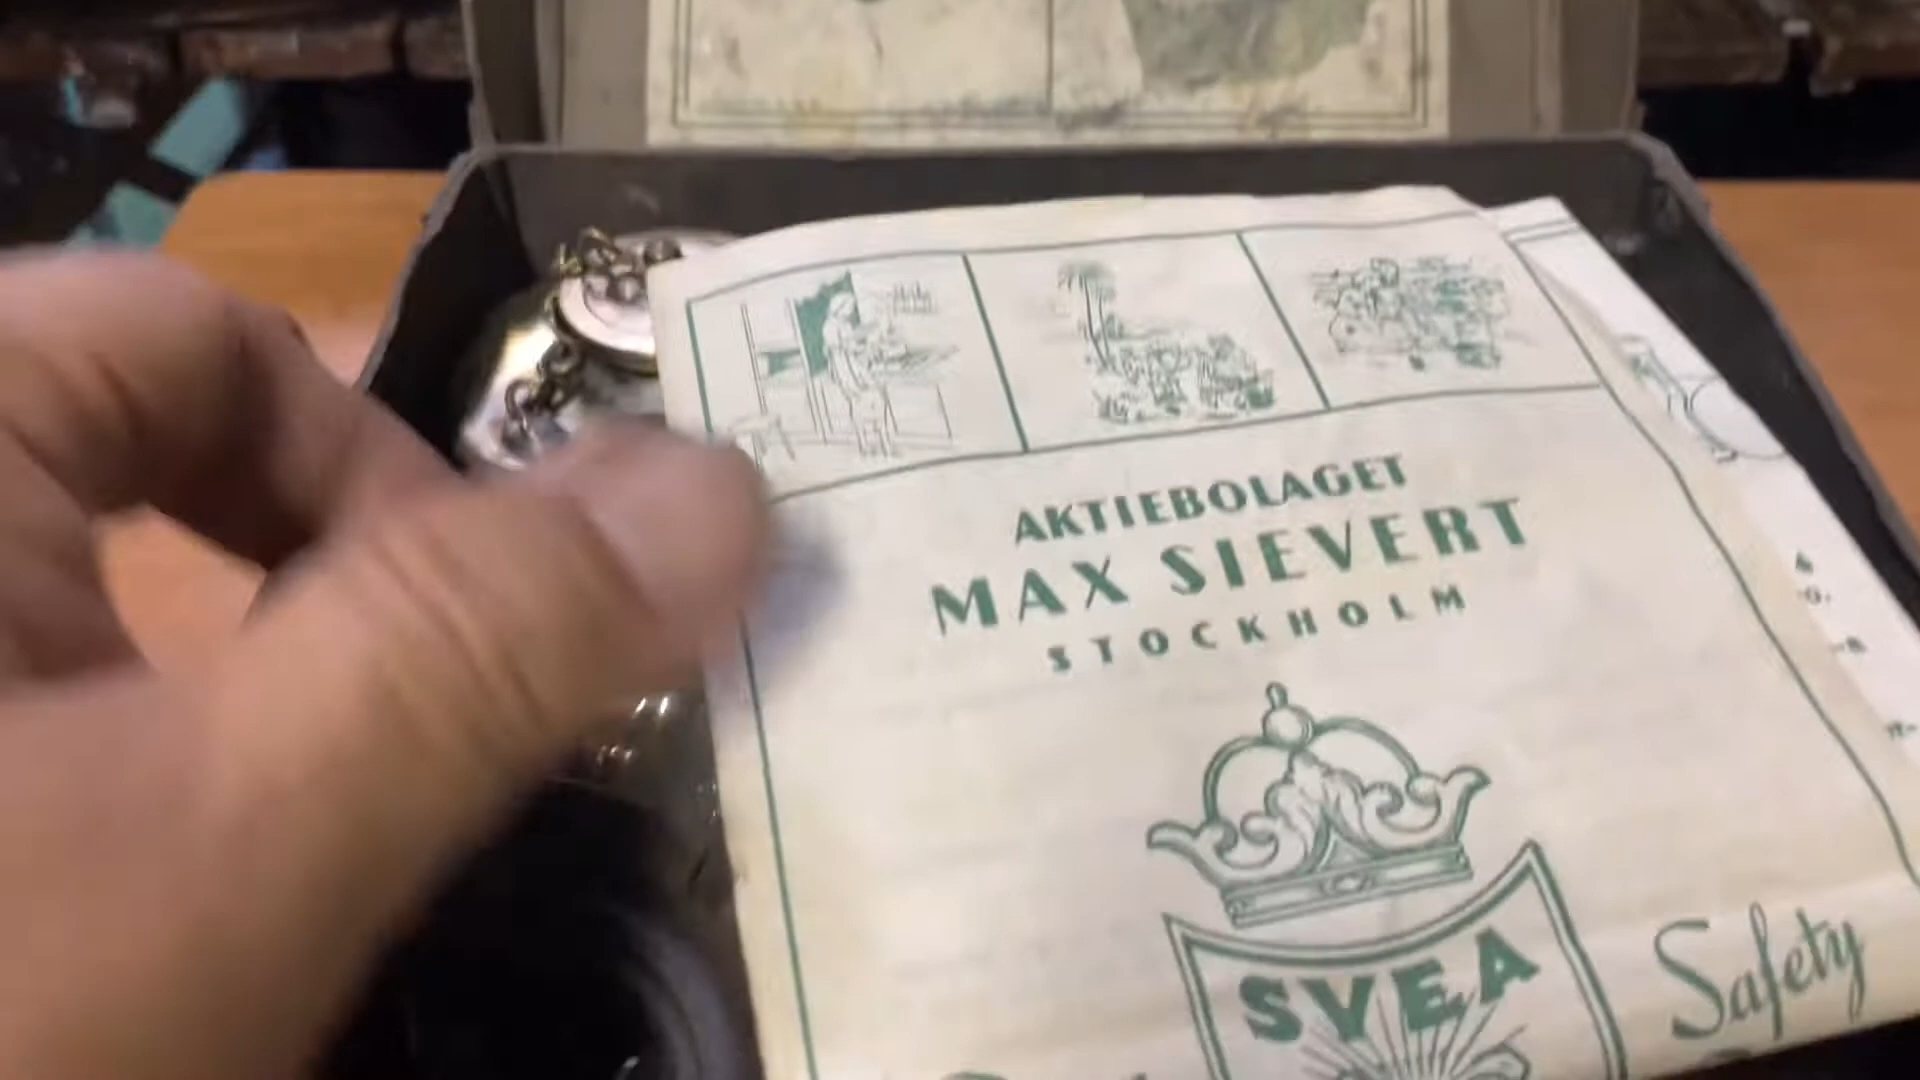 AKTIEBOLAGET
MAX SIEVERT
STOCKHOLM
SVEA
Safety